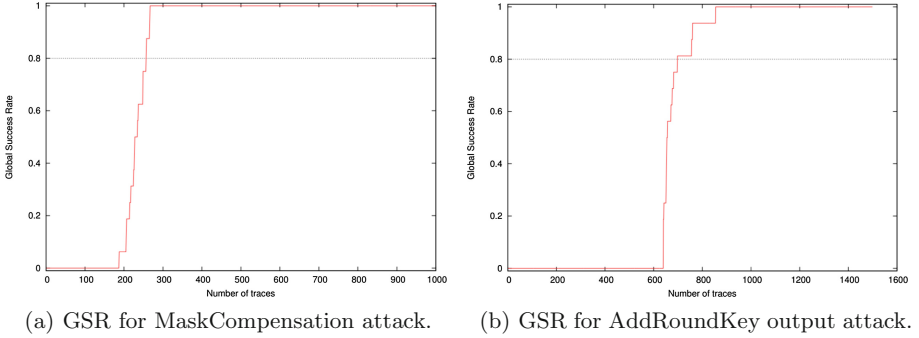 Global Success Rate
1
0.8
0.6
0.4
0.2
0
0 100 200 300 400 500 600 700 800 900 1000
Number of traces
(a) GSR for MaskCompensation attack.
Global Success Rate
1
0.8
0.6
0.4
0.2
0
0 200 400 600 800 1000 1200 1400 1600
Number of traces
(b) GSR for AddRoundKey output attack.